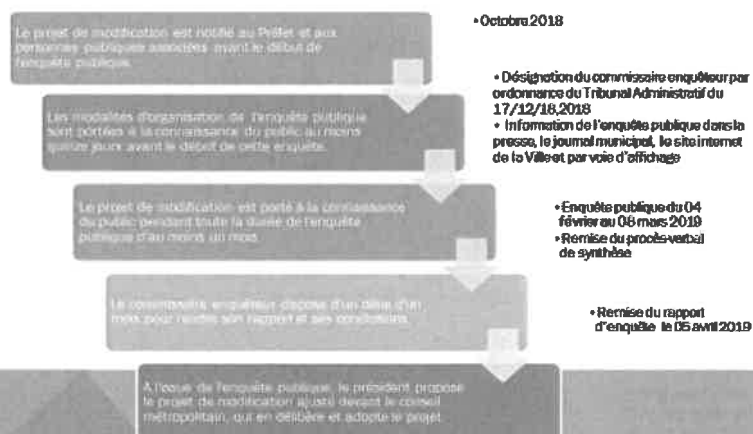 Le projet de modification est notifié au Préfet et aux
personnes publiques associées avant le début de
l'enquête publique.
• Octobre 2018
Les modalités d'organisation de l'enquête publique
sont portées à la connaissance du public au moins
quinze jours avant le début de cette enquête.
• Désignation du commissaire enquêteur par
ordonnance du Tribunal Administratif du
17/12/18,2018
• Information de l'enquête publique dans la
presse, le journal municipal, le site internet
de la Ville et par voie d'affichage
Le projet de modification est porté à la connaissance
du public pendant toute la durée de l'enquête
publique d'au moins un mois
• Enquête publique du 04
février au 08 mars 2019
• Remise du procès-verbal
de synthèse
Le commissaire enquêteur dispose d'un délai d'un
mois pour rendre son rapport et ses conclusions.
• Remise du rapport
d'enquête le 05 avril 2019
A l'issue de l'enquête publique, le président propose
le projet de modification ajusté devant le conseil
métropolitain, qui en délibère et adopte le projet.